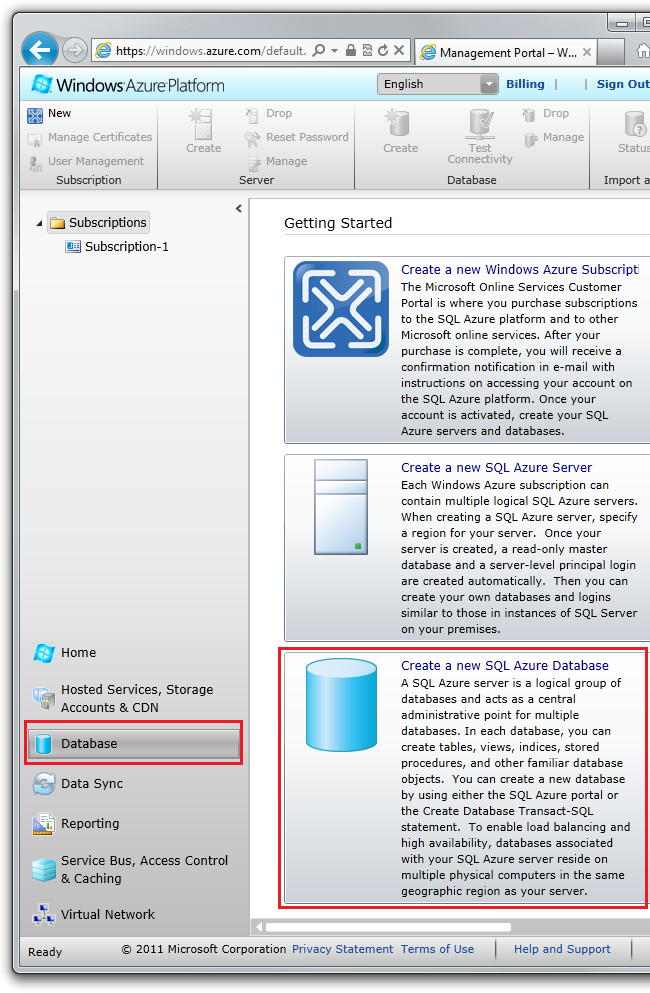 https://windows.azure.com/default.
Management Portal – W...
Windows Azure Platform
English
Billing
Sign Out
New
Manage Certificates
User Management
Subscription
Create
Drop
Reset Password
Manage
Server
Create
Test
Connectivity
Drop
Manage
Database
Status
Import a
Subscriptions
Subscription-1
Home
Hosted Services, Storage
Accounts & CDN
Database
Data Sync
Reporting
Service Bus, Access Control
& Caching
Virtual Network
Getting Started
Create a new Windows Azure Subscripti
The Microsoft Online Services Customer
Portal is where you purchase subscriptions
to the SQL Azure platform and to other
Microsoft online services. After your
purchase is complete, you will receive a
confirmation notification in e-mail with
instructions on accessing your account on
the SQL Azure platform. Once your
account is activated, create your SQL
Azure servers and databases.
Create a new SQL Azure Server
Each Windows Azure subscription can
contain multiple logical SQL Azure servers.
When creating a SQL Azure server, specify
a region for your server. Once your
server is created, a read-only master
database and a server-level principal login
are created automatically. Then you can
create your own databases and logins
similar to those in instances of SQL Server
on your premises.
Create a new SQL Azure Database
A SQL Azure server is a logical group of
databases and acts as a central
administrative point for multiple
databases. In each database, you can
create tables, views, indices, stored
procedures, and other familiar database
objects. You can create a new database
by using either the SQL Azure portal or
the Create Database Transact-SQL
statement. To enable load balancing and
high availability, databases associated
with your SQL Azure server reside on
multiple physical computers in the same
geographic region as your server.
Ready
© 2011 Microsoft Corporation Privacy Statement Terms of Use
Help and Support